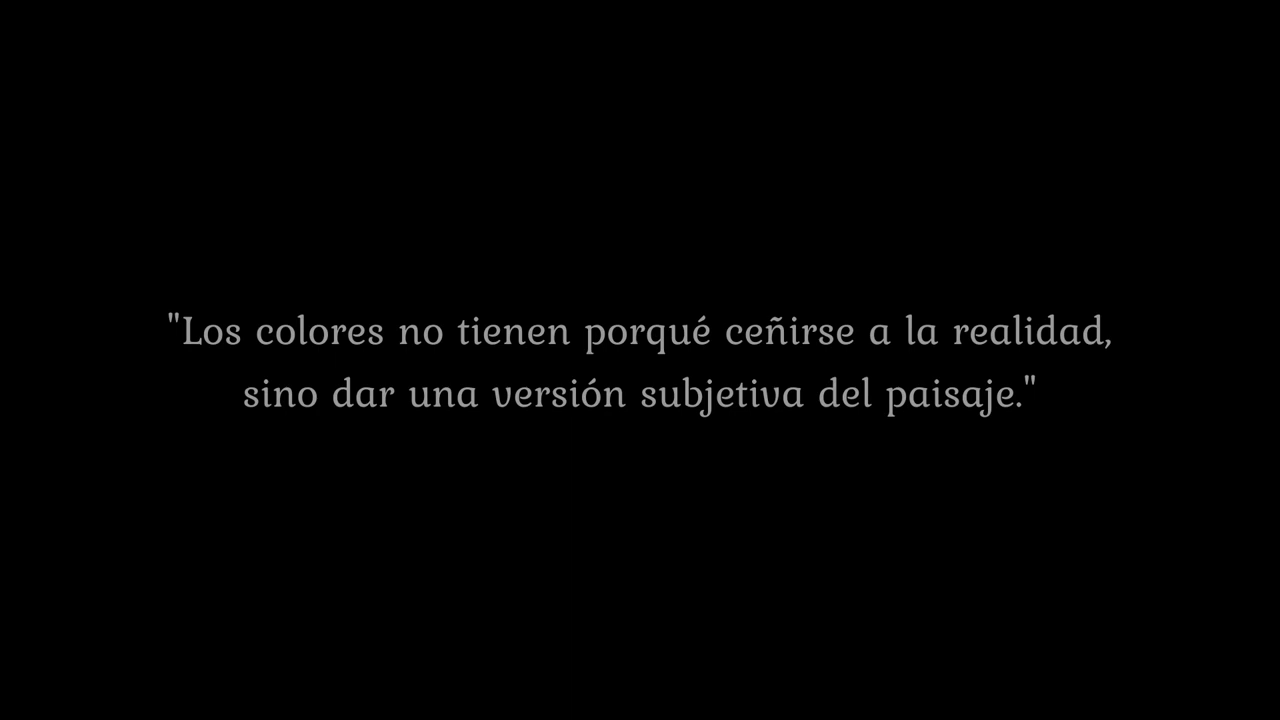 "Los colores no tienen porqué ceñirse a la realidad,
sino dar una versión subjetiva del paisaje."